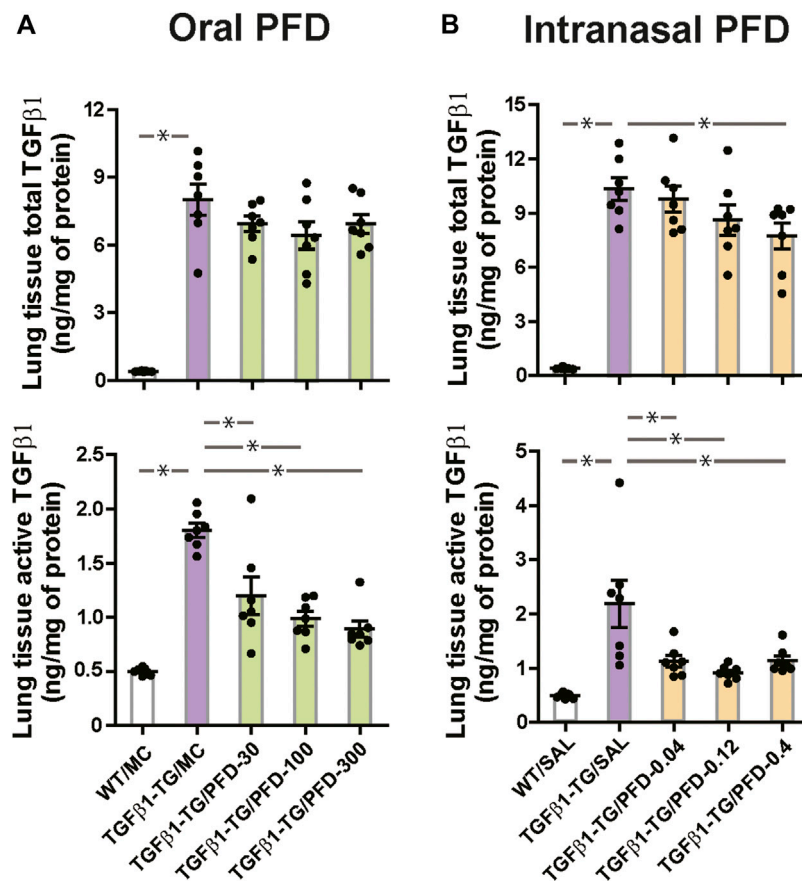 A
Oral PFD
B
Intranasal PFD
Lung tissue total TGFβ1
(ng/mg of protein)
12
9
6
3
0
*
Lung tissue total TGFβ1
(ng/mg of protein)
15
12
9
6
3
0
*
*
Lung tissue active TGFβ1
(ng/mg of protein)
2.5
2.0
1.5
1.0
0.5
0
*
*
*
*
WT/MC
TGFβ1-TG/MC
TGFβ1-TG/PFD-30
TGFβ1-TG/PFD-100
TGFβ1-TG/PFD-300
Lung tissue active TGFβ1
(ng/mg of protein)
5
4
3
2
1
0
*
*
*
*
WT/SAL
TGFβ1-TG/SAL
TGFβ1-TG/PFD-0.04
TGFβ1-TG/PFD-0.12
TGFβ1-TG/PFD-0.4